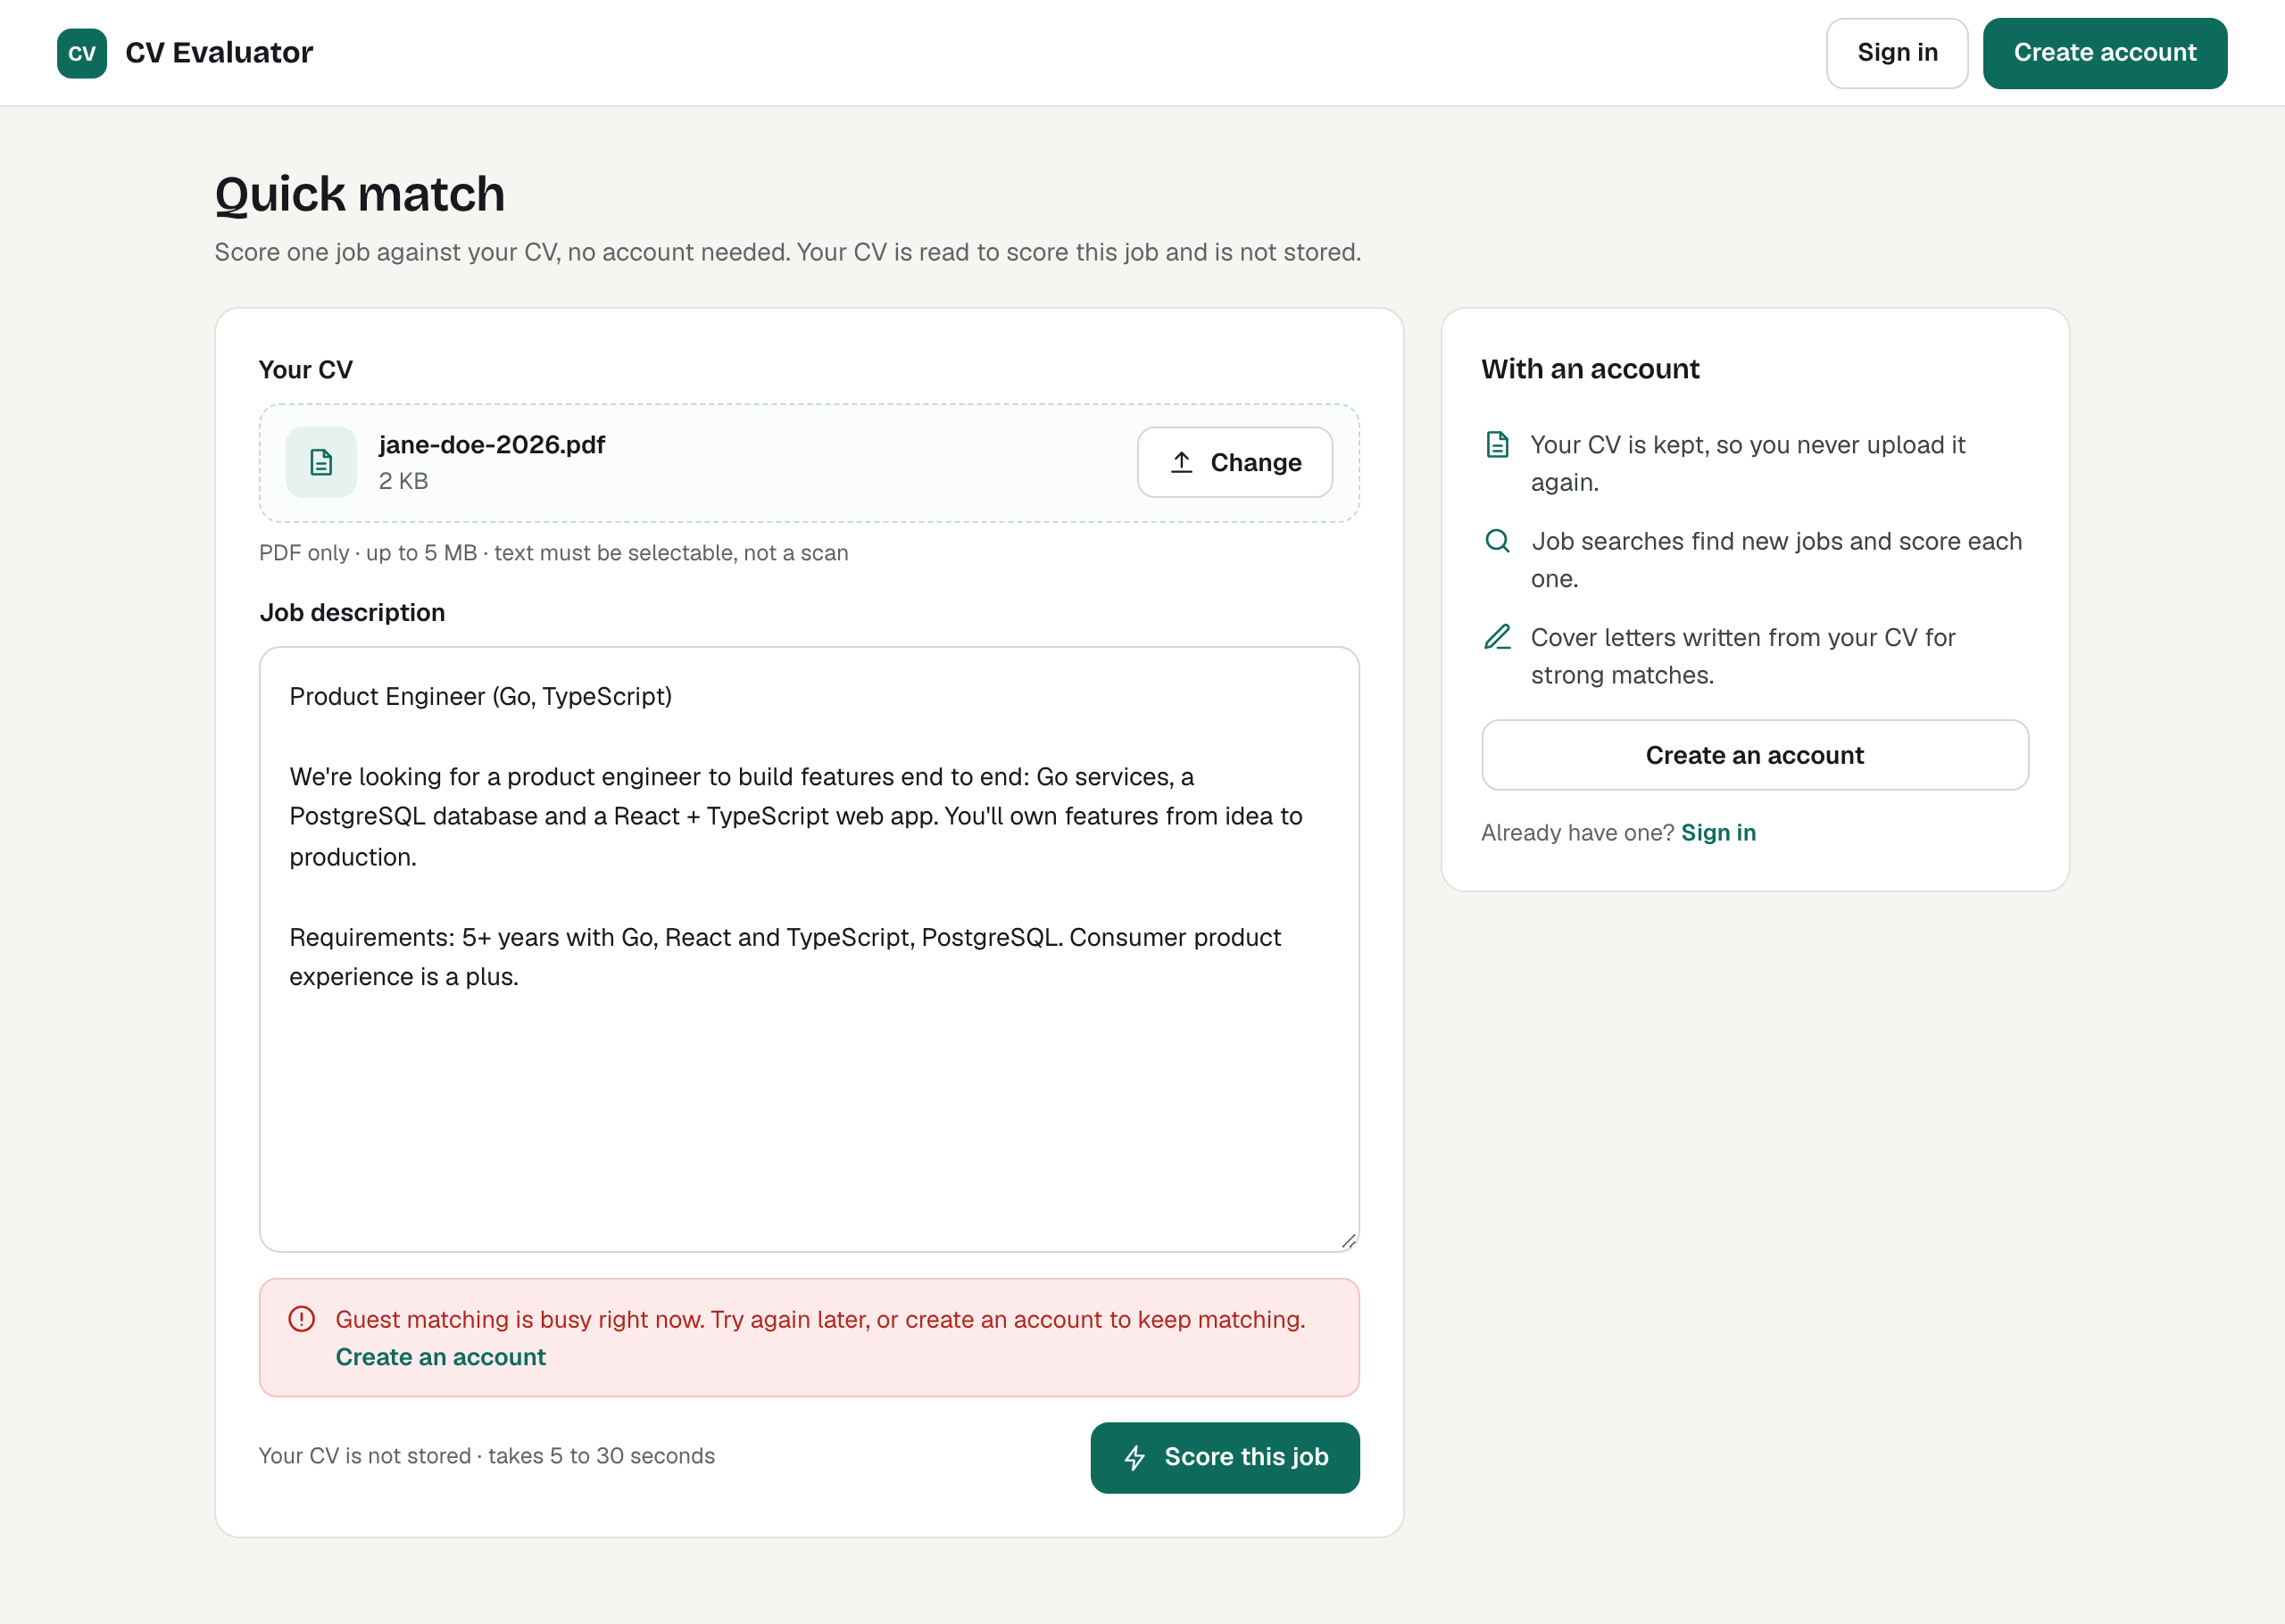 CV
CV Evaluator
Sign in
Create account
Quick match
Score one job against your CV, no account needed. Your CV is read to score this job and is not stored.
Your CV
jane-doe-2026.pdf
2 KB
Change
PDF only · up to 5 MB · text must be selectable, not a scan
Job description
Product Engineer (Go, TypeScript)
We're looking for a product engineer to build features end to end: Go services, a
PostgreSQL database and a React + TypeScript web app. You'll own features from idea to
production.
Requirements: 5+ years with Go, React and TypeScript, PostgreSQL. Consumer product
experience is a plus.
Guest matching is busy right now. Try again later, or create an account to keep matching.
Create an account
Your CV is not stored · takes 5 to 30 seconds
Score this job
With an account
Your CV is kept, so you never upload it
again.
Job searches find new jobs and score each
one.
Cover letters written from your CV for
strong matches.
Create an account
Already have one? Sign in